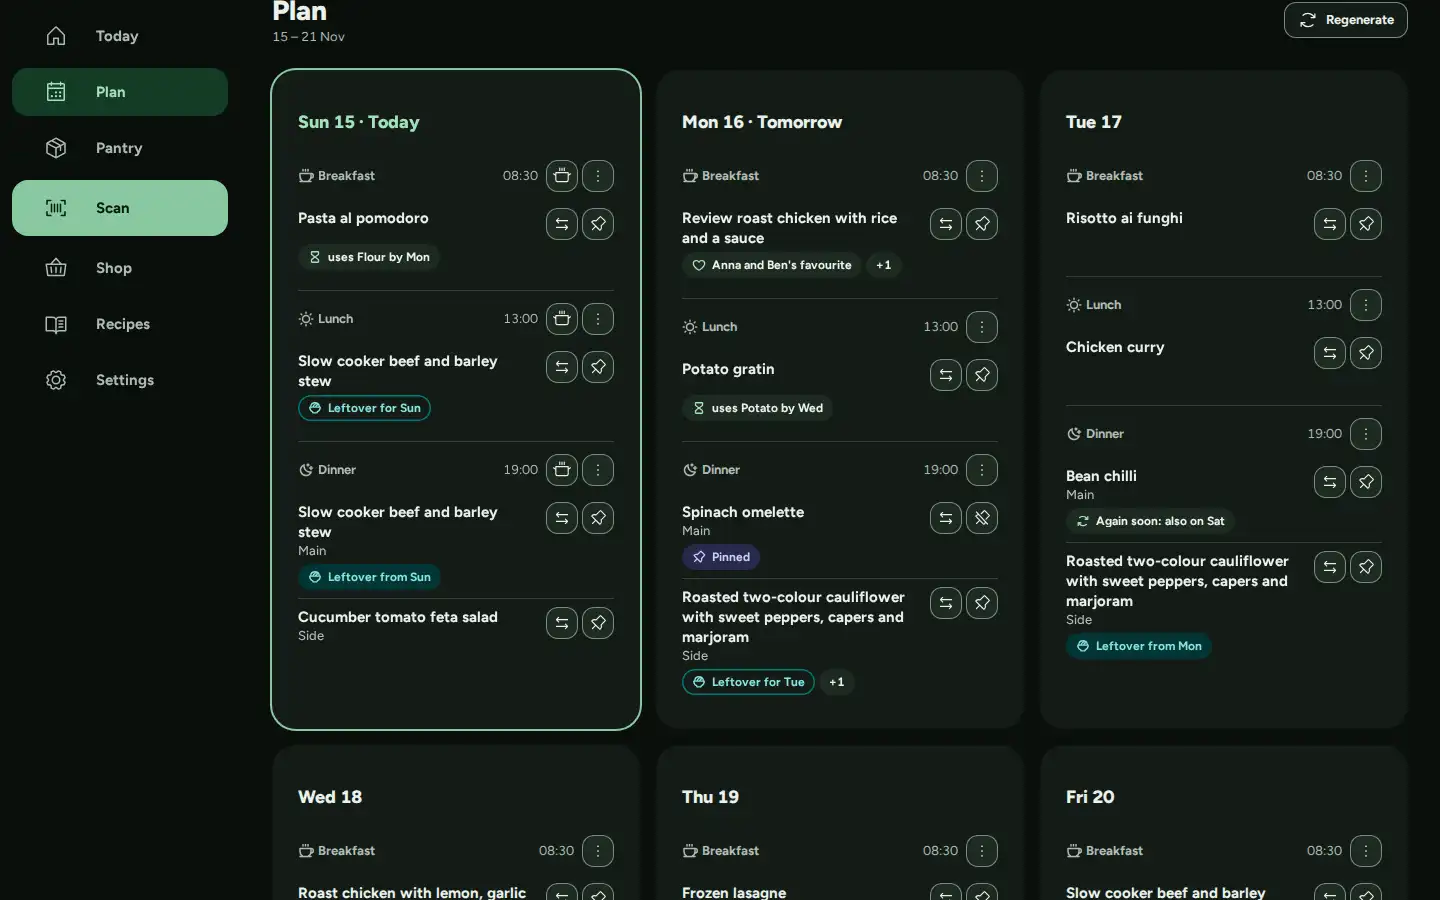 Today
Plan
Pantry
Scan
Shop
Recipes
Settings
Plan
15 – 21 Nov
Regenerate
Sun 15 · Today
Breakfast 08:30
Pasta al pomodoro
uses Flour by Mon
Lunch 13:00
Slow cooker beef and barley
stew
Leftover for Sun
Dinner 19:00
Slow cooker beef and barley
stew
Main
Leftover from Sun
Cucumber tomato feta salad
Side
Mon 16 · Tomorrow
Breakfast 08:30
Review roast chicken with rice
and a sauce
Anna and Ben's favourite +1
Lunch 13:00
Potato gratin
uses Potato by Wed
Dinner 19:00
Spinach omelette
Main
Pinned
Roasted two-colour cauliflower
with sweet peppers, capers and
marjoram
Side
Leftover for Tue +1
Tue 17
Breakfast 08:30
Risotto ai funghi
Lunch 13:00
Chicken curry
Dinner 19:00
Bean chilli
Main
Again soon: also on Sat
Roasted two-colour cauliflower
with sweet peppers, capers and
marjoram
Side
Leftover from Mon
Wed 18
Breakfast 08:30
Roast chicken with lemon, garlic
Thu 19
Breakfast 08:30
Frozen lasagne
Fri 20
Breakfast 08:30
Slow cooker beef and barley